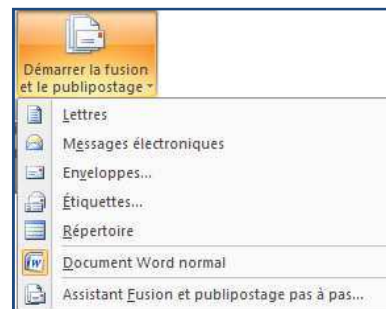 Démarrer la fusion
et le publipostage
Lettres
Messages électroniques
Enveloppes...
Étiquettes...
Répertoire
Document Word normal
Assistant Fusion et publipostage pas à pas...